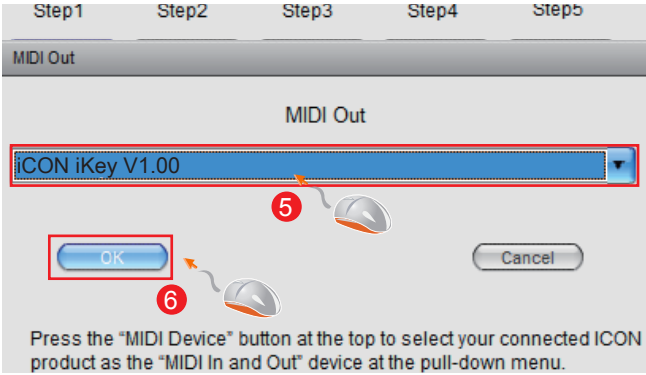 Step1 Step2 Step3 Step4 Step5
MIDI Out
MIDI Out
iCON iKey V1.00
5
OK Cancel
6
Press the “MIDI Device” button at the top to select your connected ICON
product as the “MIDI In and Out” device at the pull-down menu.